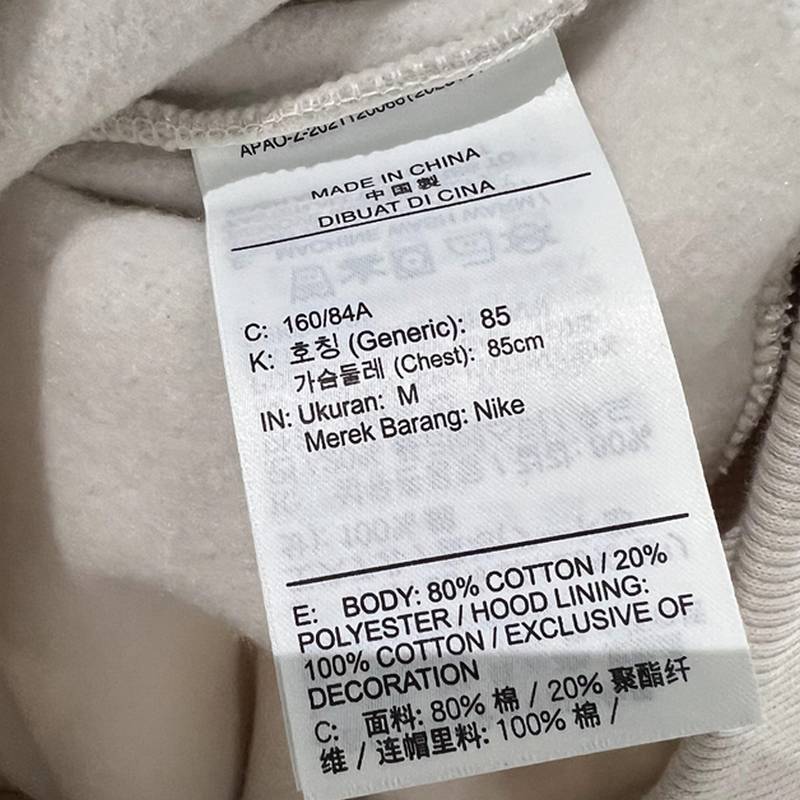 MADE IN CHINA
中国製
DIBUAT DI CINA
C: 160/84A
K: 호칭 (Generic): 85
가슴둘레 (Chest): 85cm
IN: Ukuran: M
Merek Barang: Nike
E: BODY: 80% COTTON / 20%
POLYESTER / HOOD LINING:
100% COTTON / EXCLUSIVE OF
DECORATION
C: 面料: 80% 棉 / 20% 聚酯纤
维 / 连帽里料: 100% 棉 /